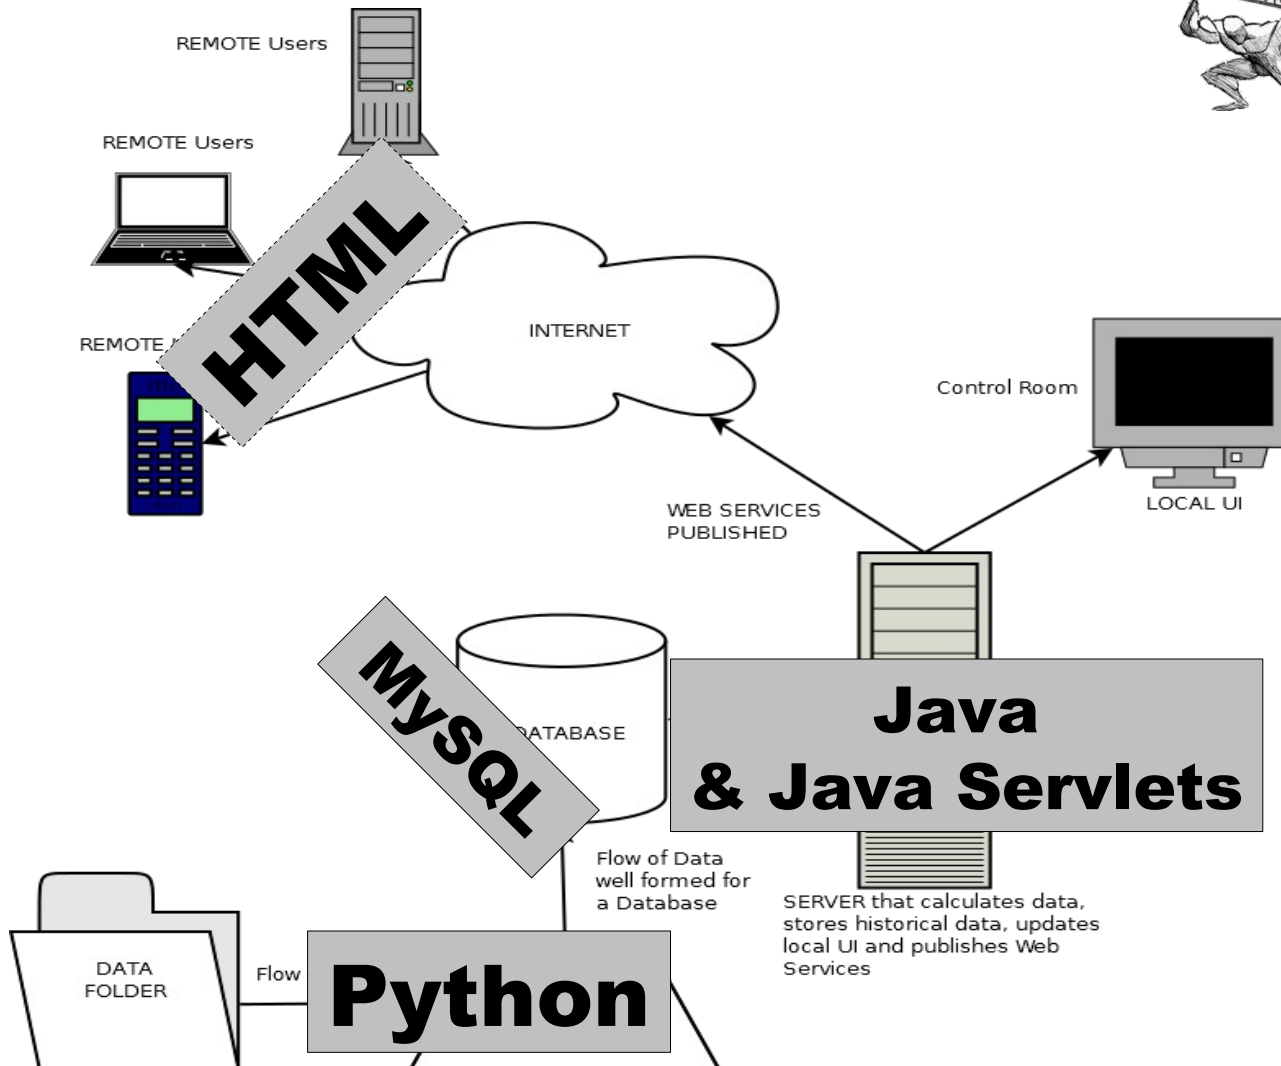 REMOTE Users
REMOTE Users
HTML
REMOTE
INTERNET
Control Room
LOCAL UI
WEB SERVICES
PUBLISHED
MySQL
DATABASE
Java
& Java Servlets
Flow of Data
well formed for
a Database
SERVER that calculates data,
stores historical data, updates
local UI and publishes Web
Services
DATA
FOLDER
Flow
Python